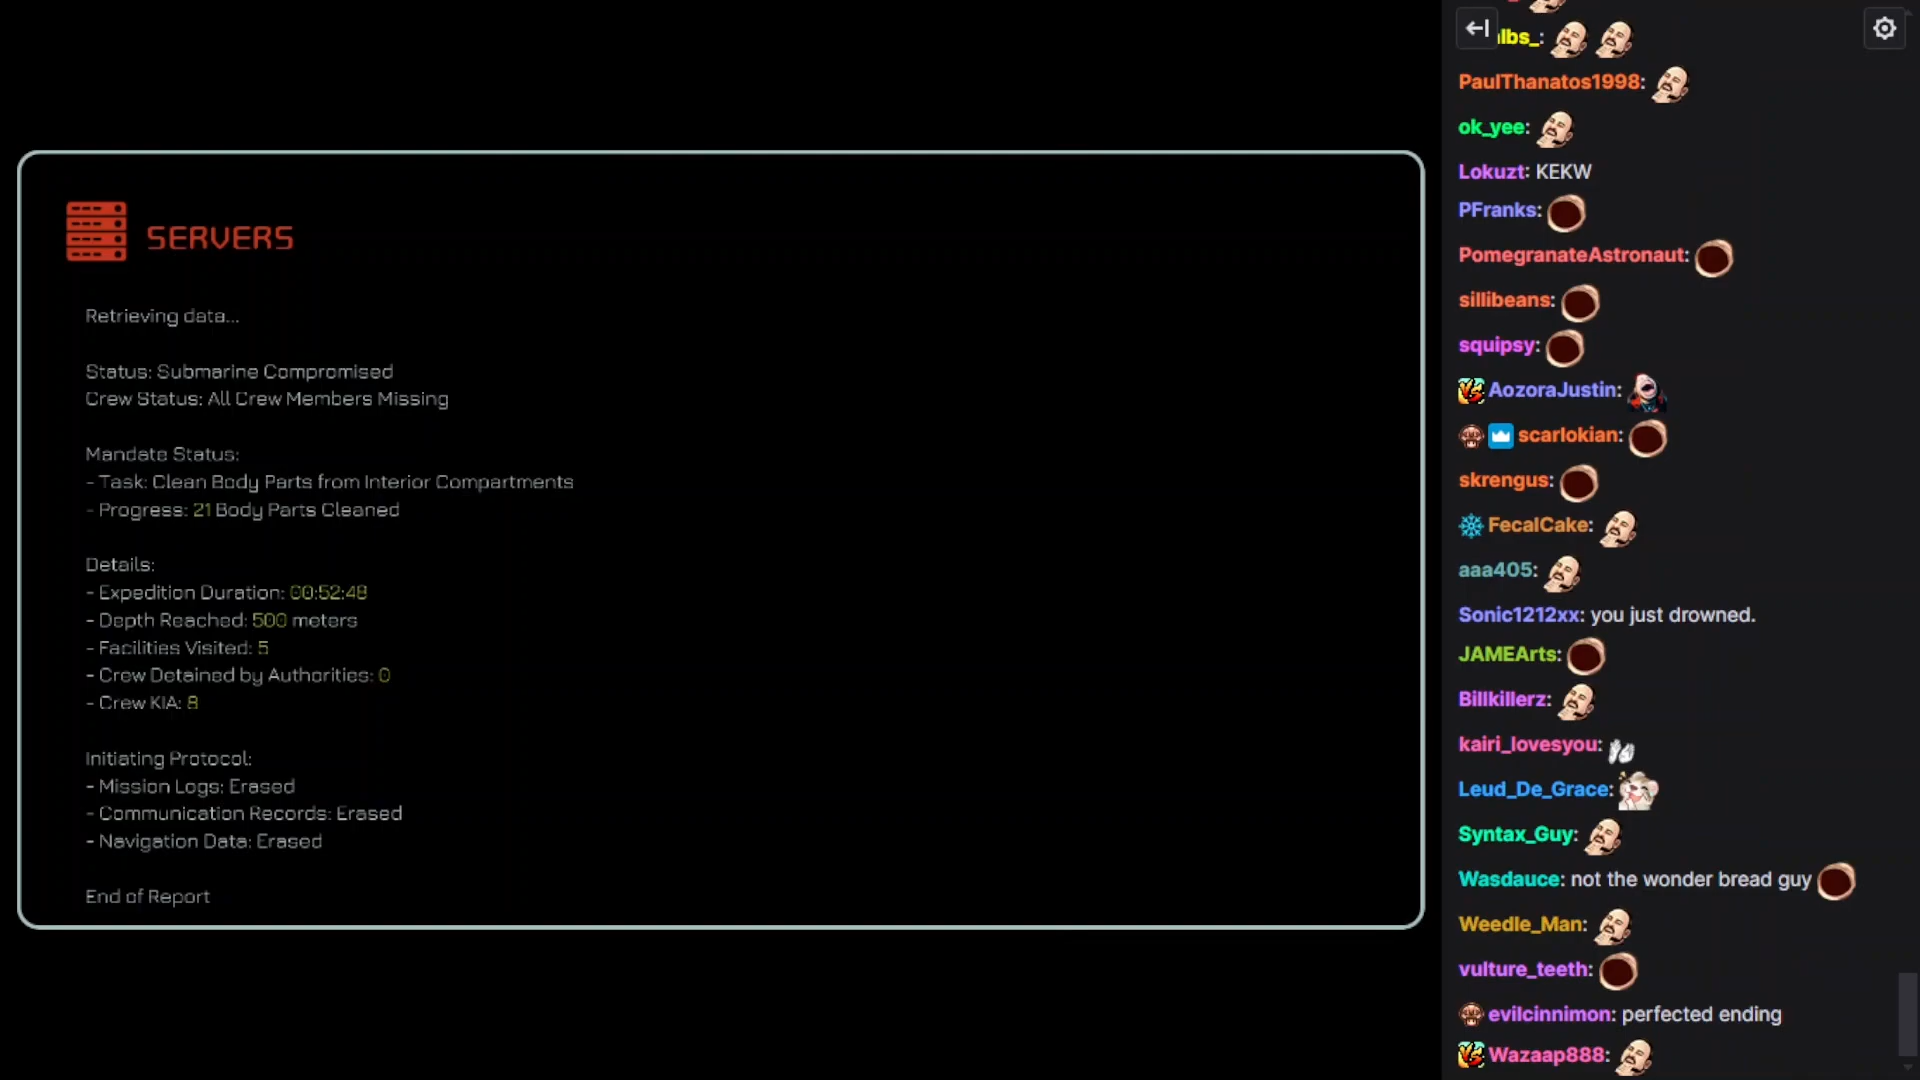 SERVERS
Retrieving data...
Status: Submarine Compromised
Crew Status: All Crew Members Missing
Mandate Status:
- Task: Clean Body Parts from Interior Compartments
- Progress: 21 Body Parts Cleaned
Details:
- Expedition Duration: 00:52:48
- Depth Reached: 500 meters
- Facilities Visited: 5
- Crew Detained by Authorities: 0
- Crew KIA: 8
Initiating Protocol:
- Mission Logs: Erased
- Communication Records: Erased
- Navigation Data: Erased
End of Report
lbs_:
PaulThanatos1998:
ok_yee:
Lokuzt: KEKW
PFranks:
PomegranateAstronaut:
sillibeans:
squipsy:
AozoraJustin:
scarlokian:
skrengus:
FecalCake:
aaa405:
Sonic1212xx: you just drowned.
JAMEArts:
Billkillerz:
kairi_lovesyou:
Leud_De_Grace:
Syntax_Guy:
Wasdauce: not the wonder bread guy
Weedle_Man:
vulture_teeth:
evilcinnimon: perfected ending
Wazaap888: